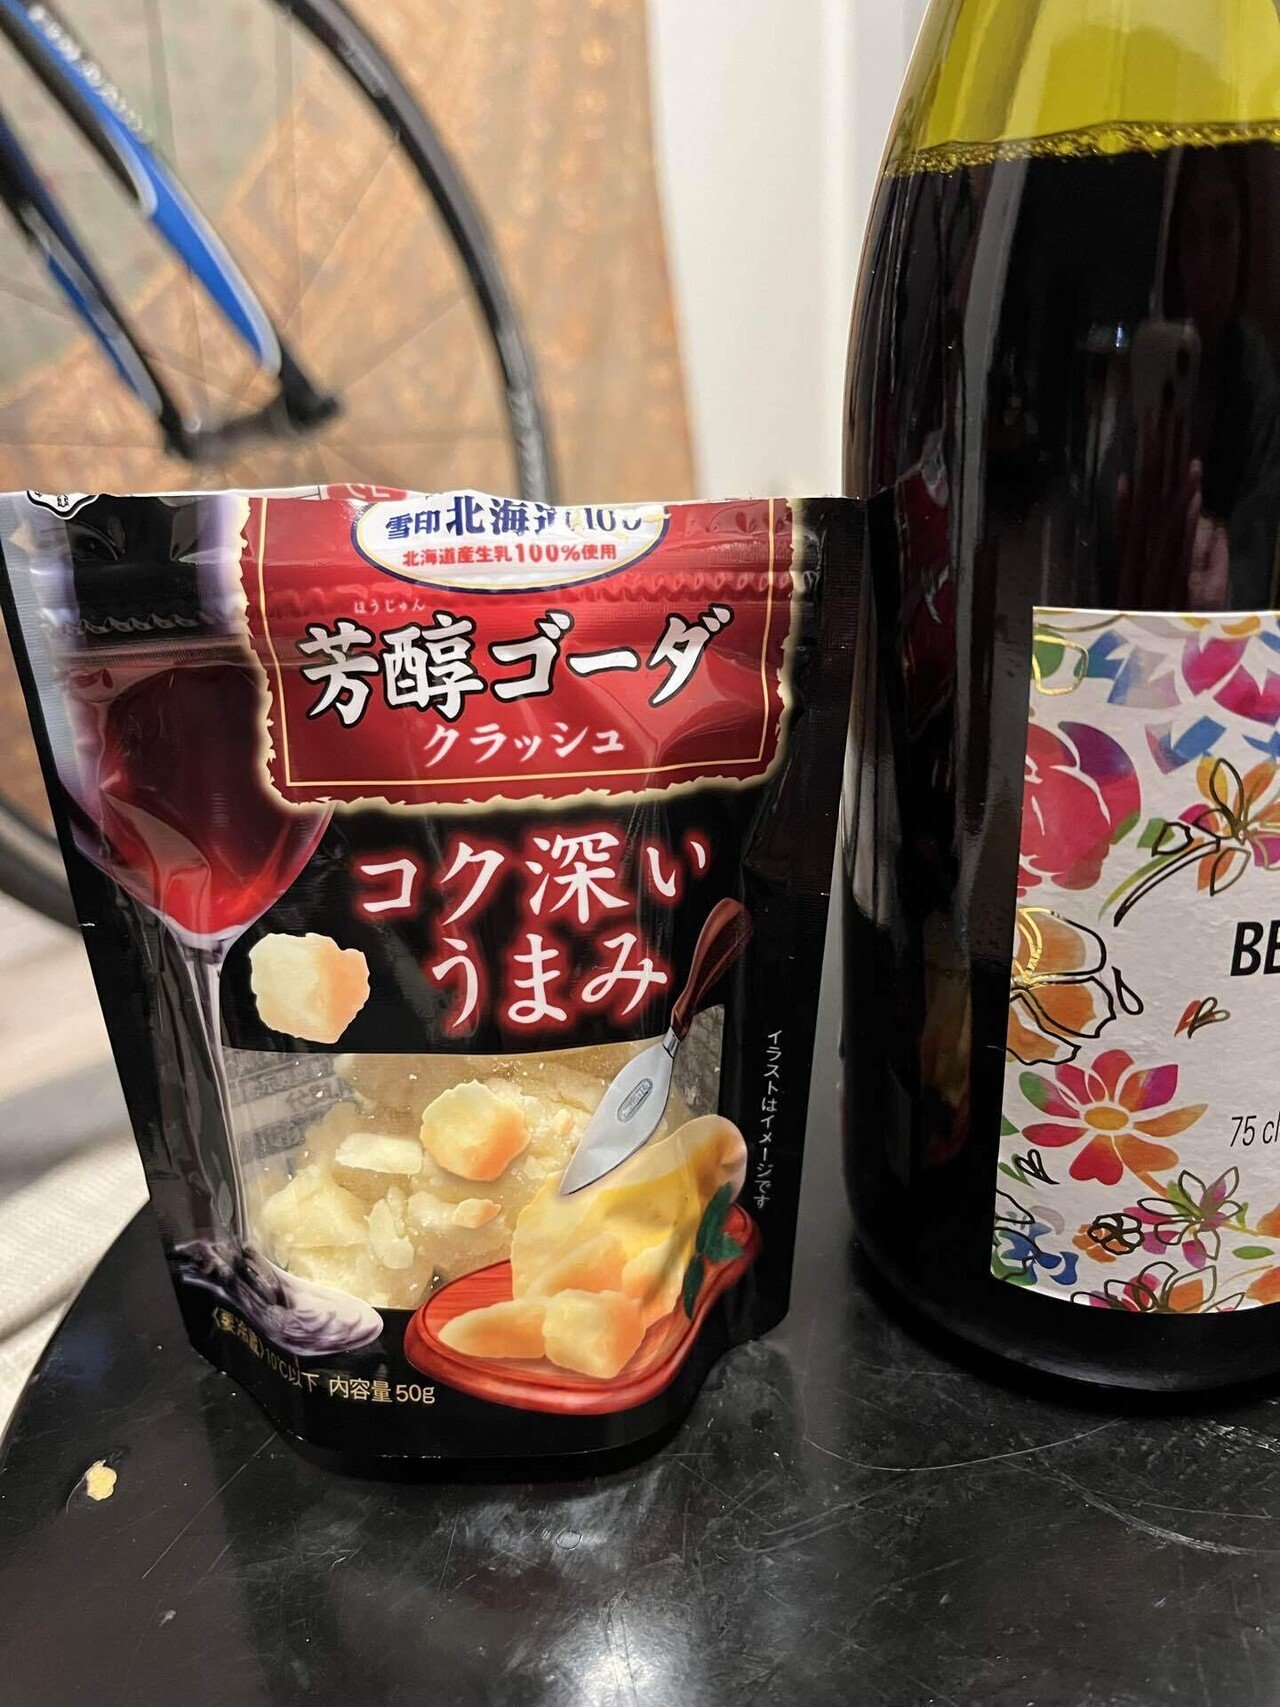 雪印北海道100
北海道産生乳100%使用
ほうじゅん
芳醇ゴーダ
クラッシュ
コク深い
うまみ
イラストはイメージです
〈要冷蔵〉10℃以下 内容量50g
BE
75 cl